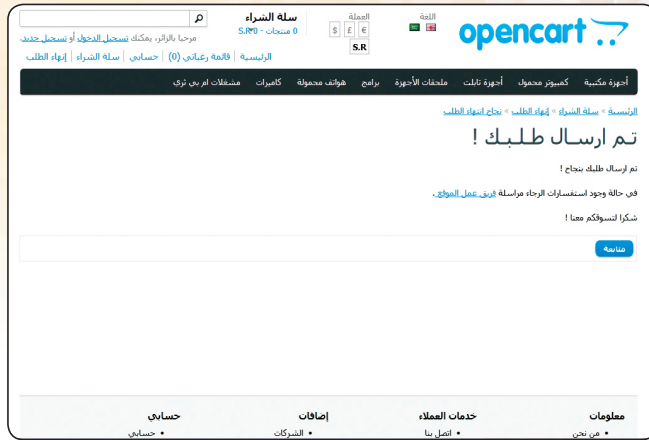 opencart
اللغة
العملة
€ £ $
S.R
سلة الشراء
0 منتجات - S.R0
مرحبا بالزائر، يمكنك تسجيل الدخول أو تسجيل جديد.
الرئيسية قائمة رغباتي (0) حسابي سلة الشراء إنهاء الطلب
أجهزة مكتبية كمبيوتر محمول أجهزة تابلت ملحقات الأجهزة برامج هواتف محمولة كاميرات مشغلات ام بي ثري
الرئيسية » سلة الشراء » إنهاء الطلب » نجاح انتهاء الطلب
تـم ارســال طـلـبـك !
تم ارسال طلبك بنجاح !
في حالة وجود استفسارات الرجاء مراسلة فريق عمل الموقع .
شكرا لتسوقكم معنا !
متابعة
معلومات خدمات العملاء إضافات حسابي
• من نحن • اتصل بنا • الشركات • حسابي